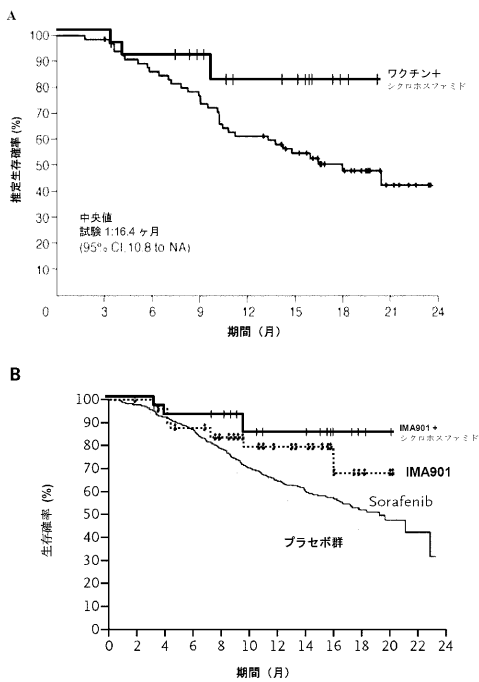 A
100
90
80
70
60
50
40
30
20
10
0
3
6
9
12
15
18
21
24
推定生存確率 (%)
ワクチン+
シクロホスファミド
中央値
試験 1:16.4 ヶ月
(95% CI, 10.8 to NA)
期間（月）
B
100
90
80
70
60
50
40
30
20
10
0
0
2
4
6
8
10
12
14
16
18
20
22
24
生存確率 (%)
IMA901 +
シクロホスファミド
IMA901
Sorafenib
プラセボ群
期間（月）